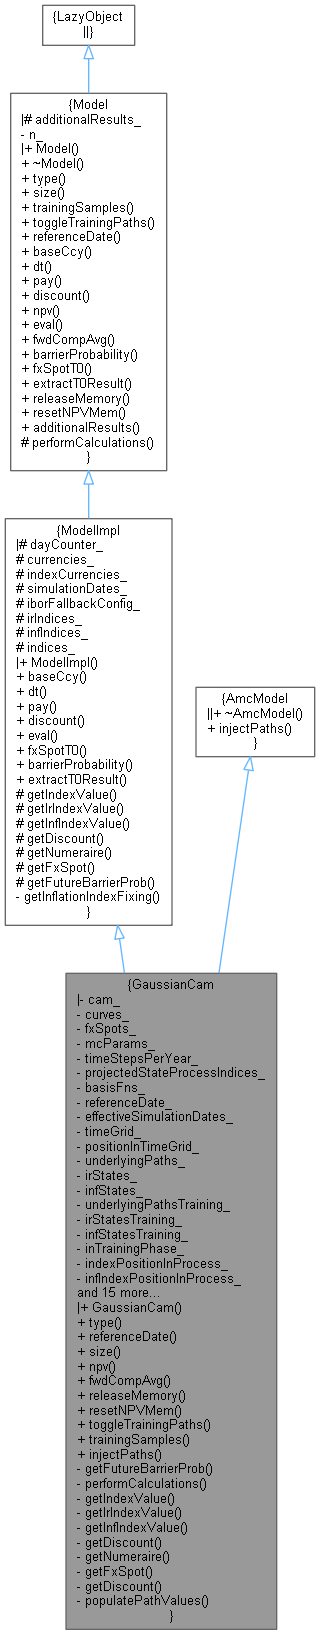 {LazyObject
||}
{Model
|# additionalResults_
- n_
|+ Model()
+ ~Model()
+ type()
+ size()
+ trainingSamples()
+ toggleTrainingPaths()
+ referenceDate()
+ baseCcy()
+ dt()
+ pay()
+ discount()
+ npv()
+ eval()
+ fwdCompAvg()
+ barrierProbability()
+ fxSpotT0()
+ extractT0Result()
+ releaseMemory()
+ resetNPVMem()
+ additionalResults()
# performCalculations()
}
{ModelImpl
|# dayCounter_
# currencies_
# indexCurrencies_
# simulationDates_
# iborFallbackConfig_
# irIndices_
# infIndices_
# indices_
|+ ModelImpl()
+ baseCcy()
+ dt()
+ pay()
+ discount()
+ eval()
+ fxSpotT0()
+ barrierProbability()
+ extractT0Result()
# getIndexValue()
# getIrIndexValue()
# getInfIndexValue()
# getDiscount()
# getNumeraire()
# getFxSpot()
# getFutureBarrierProb()
- getInflationIndexFixing()
}
{AmcModel
||+ ~AmcModel()
+ injectPaths()
}
{GaussianCam
|- cam_
- curves_
- fxSpots_
- mcParams_
- timeStepsPerYear_
- projectedStateProcessIndices_
- basisFns_
- referenceDate_
- effectiveSimulationDates_
- timeGrid_
- positionInTimeGrid_
- underlyingPaths_
- irStates_
- infStates_
- underlyingPathsTraining_
- irStatesTraining_
- infStatesTraining_
- inTrainingPhase_
- indexPositionInProcess_
- infIndexPositionInProcess_
and 15 more...
|+ GaussianCam()
+ type()
+ referenceDate()
+ size()
+ npv()
+ fwdCompAvg()
+ releaseMemory()
+ resetNPVMem()
+ toggleTrainingPaths()
+ trainingSamples()
+ injectPaths()
- getFutureBarrierProb()
- performCalculations()
- getIndexValue()
- getIrIndexValue()
- getInfIndexValue()
- getDiscount()
- getNumeraire()
- getFxSpot()
- getDiscount()
- populatePathValues()
}